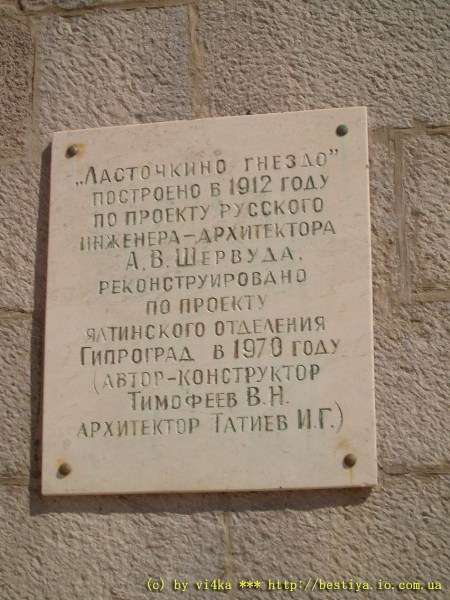 „Ласточкино гнездо”
построено в 1912 году
по проекту русского
инженера-архитектора
А.В. Шервуда.
реконструировано
по проекту
ялтинского отделения
Гипроград в 1970 году
(автор-конструктор
Тимофеев В.Н.
архитектор Татиев И.Г.)
(c) by vi4ka *** http://bestiya.io.com.ua